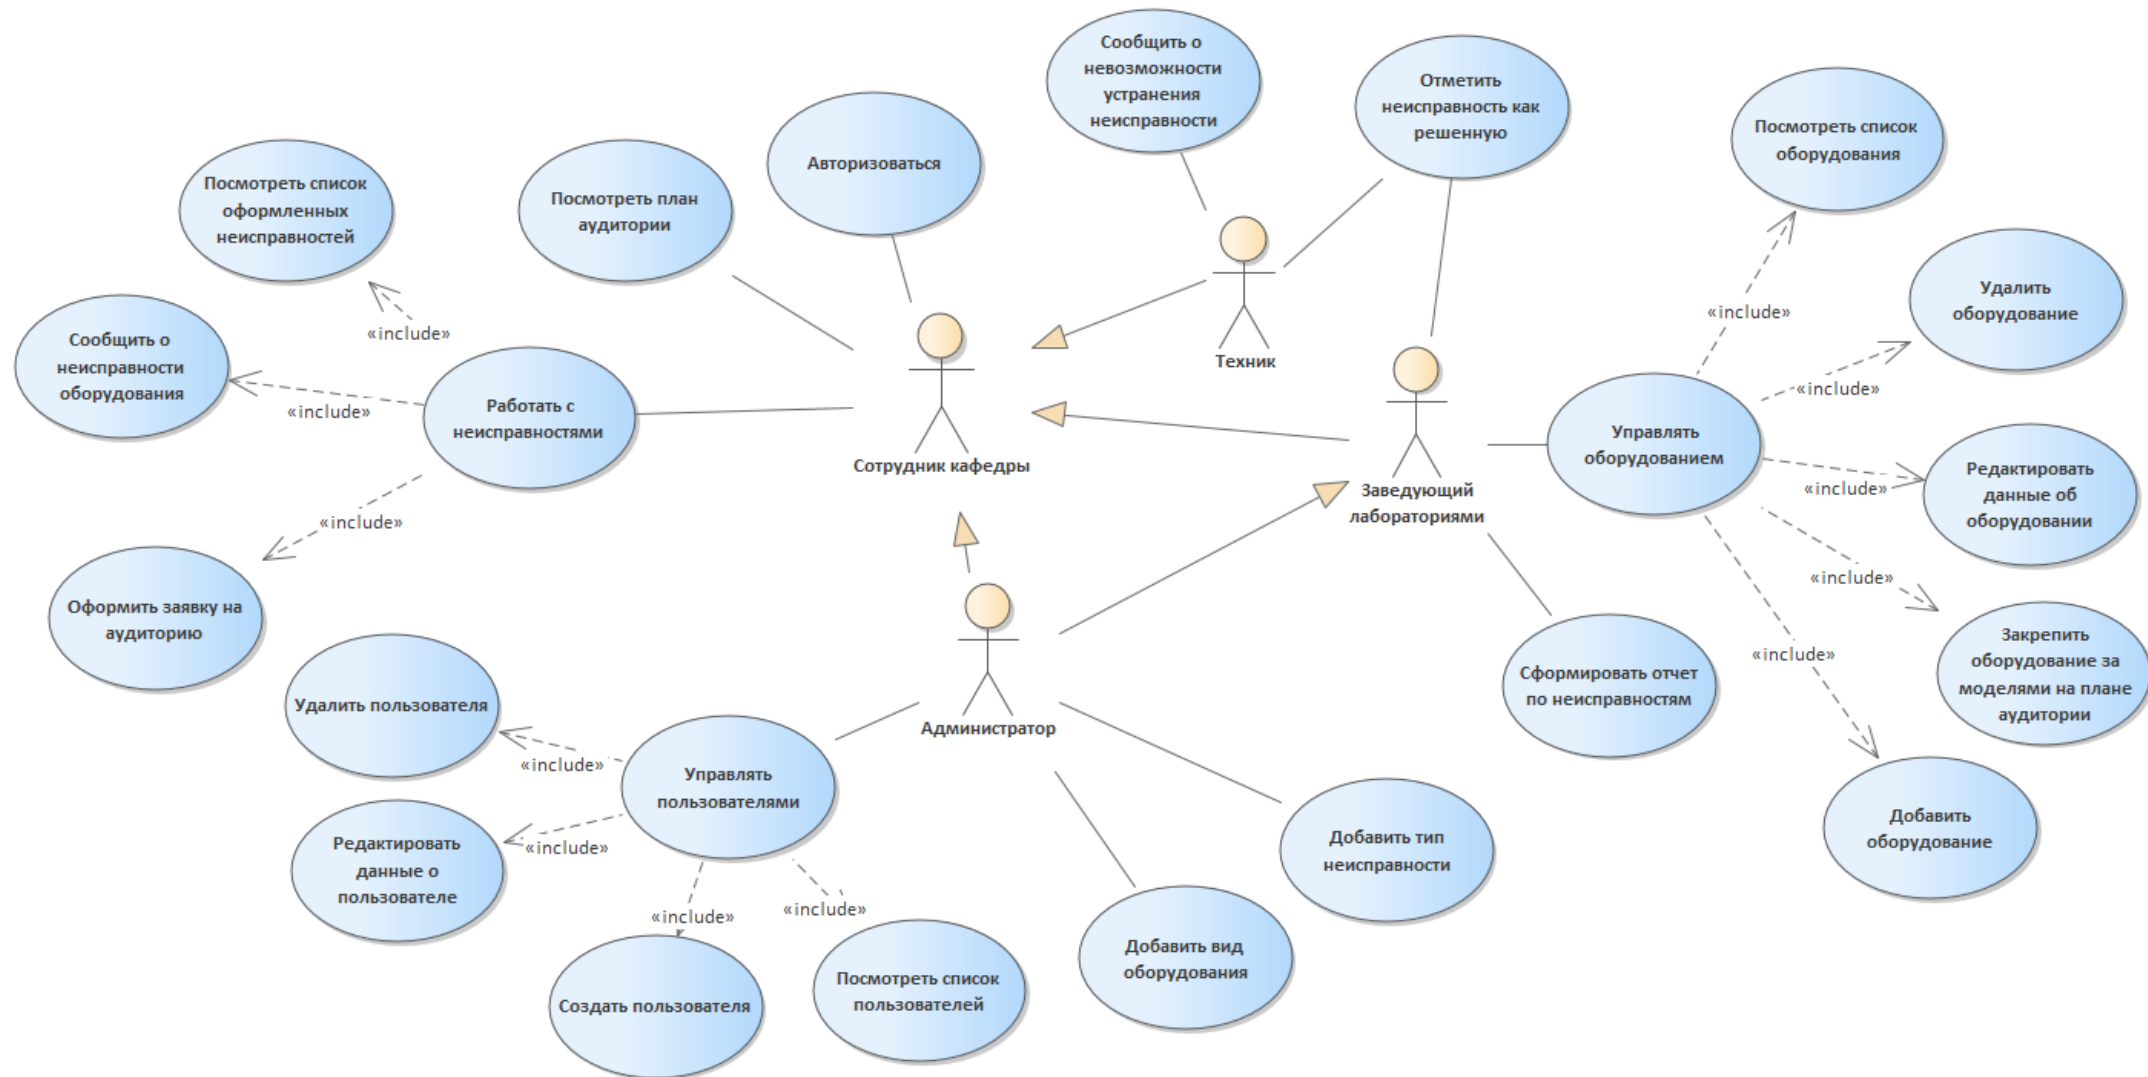 Сообщить о
невозможности
устранения
неисправности
Отметить
неисправность как
решенную
Посмотреть список
оборудования
Авторизоваться
Посмотреть план
аудитории
Посмотреть список
оформленных
неисправностей
Удалить
оборудование
«include»
«include»
Сообщить о
неисправности
оборудования
«include»
Техник
«include»
Работать с
неисправностями
Управлять
оборудованием
Сотрудник кафедры
Редактировать
данные об
оборудовании
«include»
Заведующий
лабораториями
«include»
«include»
Оформить заявку на
аудиторию
Закрепить
оборудование за
моделями на плане
аудитории
«include»
Сформировать отчет
по неисправностям
Удалить пользователя
Администратор
«include»
Управлять
пользователями
Добавить
оборудование
Редактировать
данные о
пользователе
«include»
Добавить тип
неисправности
«include»
«include»
Добавить вид
оборудования
Создать пользователя
Посмотреть список
пользователей